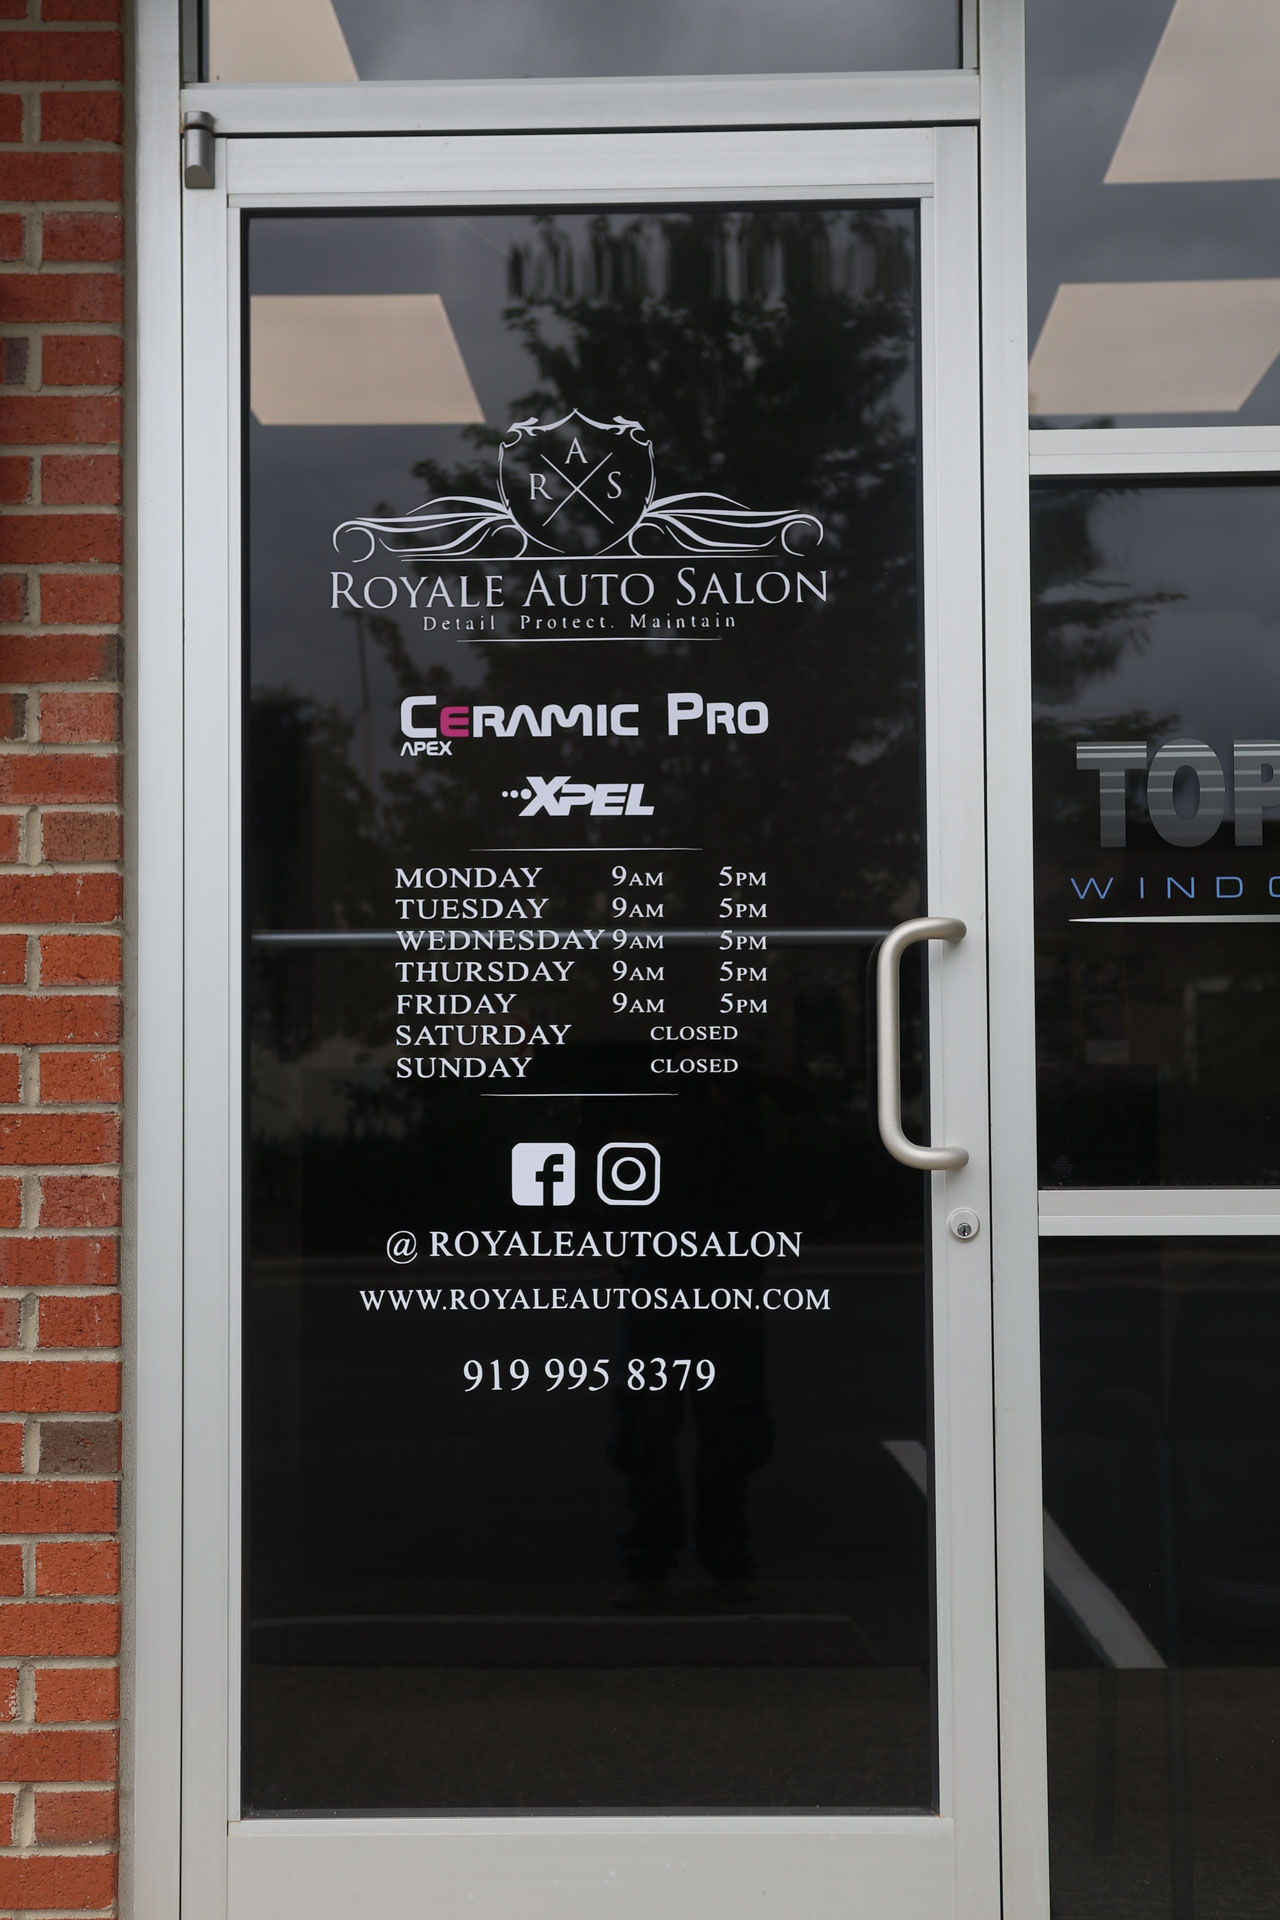 A
R S
ROYALE AUTO SALON
Detail Protect. Maintain
CERAMIC PRO
APEX
XPEL
MONDAY 9AM 5PM
TUESDAY 9AM 5PM
WEDNESDAY 9AM 5PM
THURSDAY 9AM 5PM
FRIDAY 9AM 5PM
SATURDAY CLOSED
SUNDAY CLOSED
@ ROYALEAUTOSALON
WWW.ROYALEAUTOSALON.COM
919 995 8379
TOP